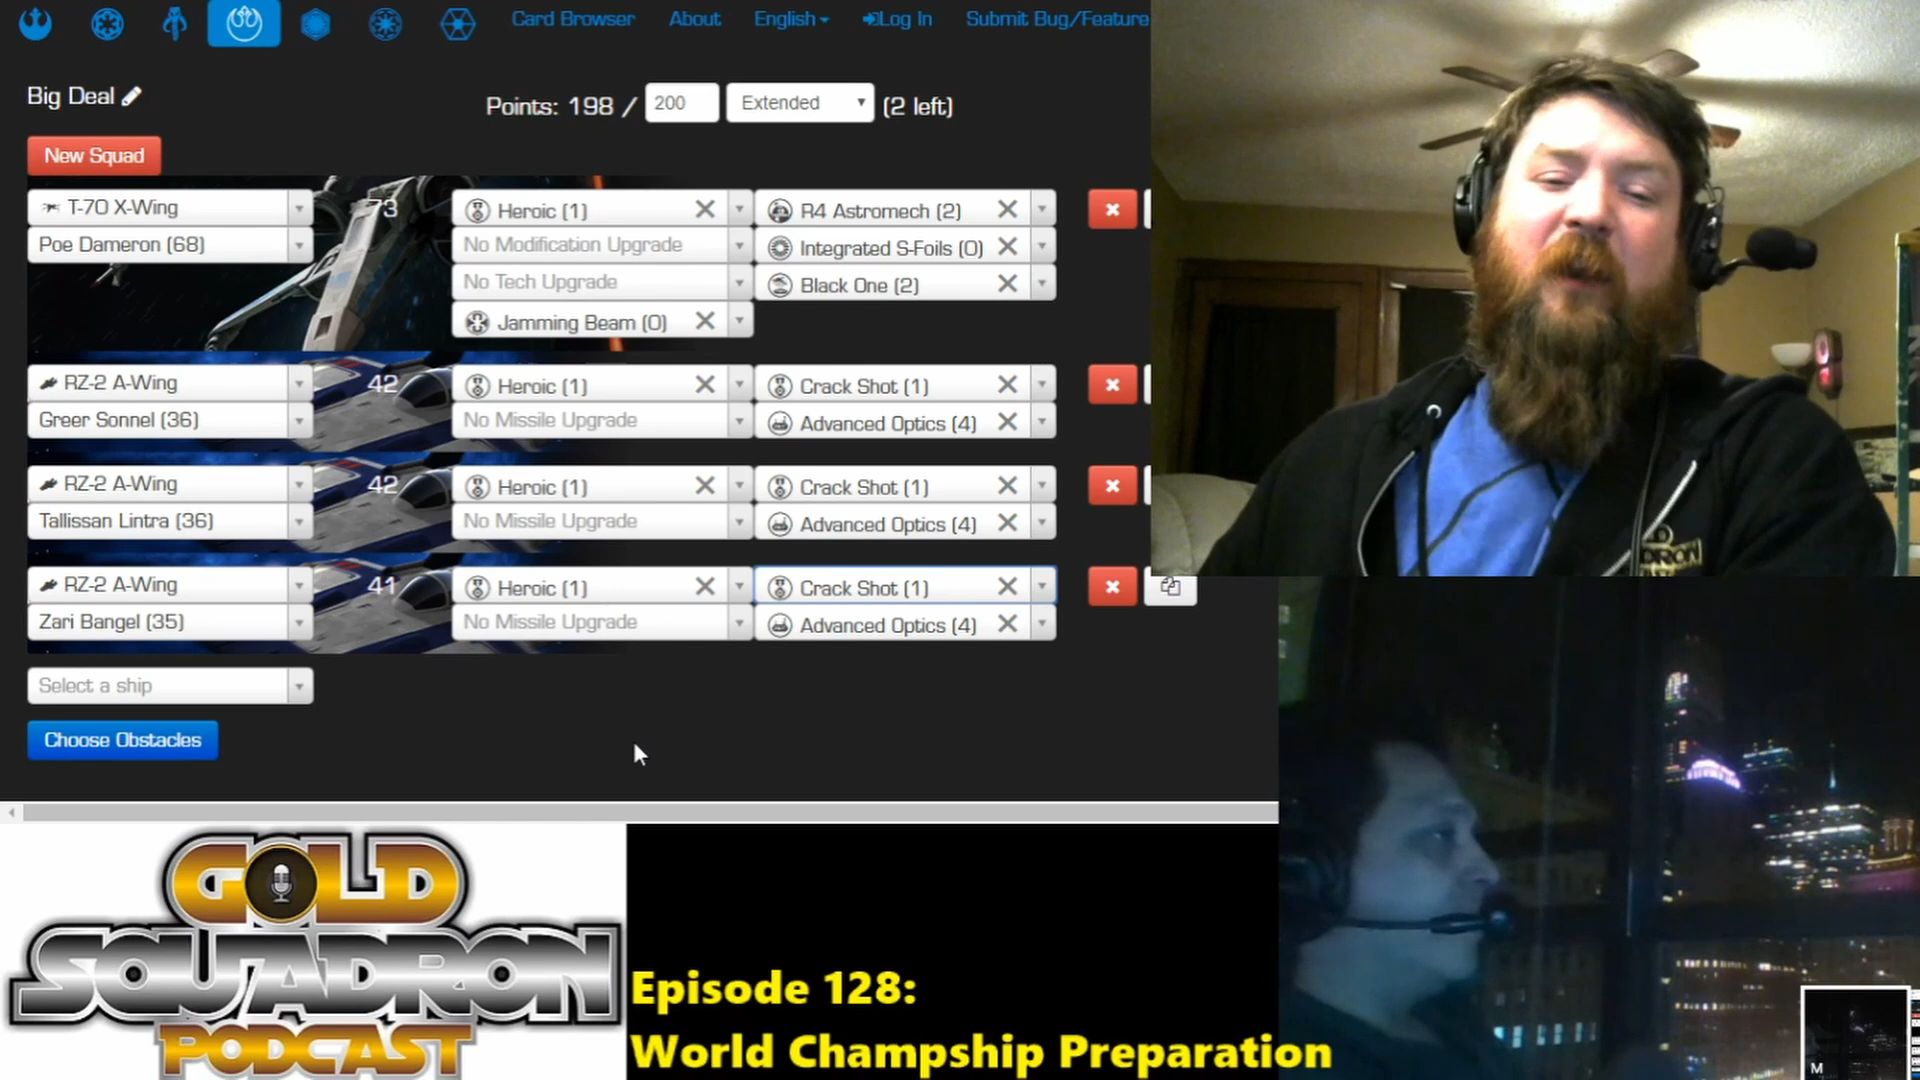 Card Browser About English Log In Submit Bug/Feature
Big Deal
Points: 198 / 200 Extended (2 left)
New Squad
T-70 X-Wing 73 Heroic (1) R4 Astromech (2)
Poe Dameron (68) No Modification Upgrade Integrated S-Foils (0)
No Tech Upgrade Black One (2)
Jamming Beam (0)
RZ-2 A-Wing 42 Heroic (1) Crack Shot (1)
Greer Sonnel (36) No Missile Upgrade Advanced Optics (4)
RZ-2 A-Wing 42 Heroic (1) Crack Shot (1)
Tallissan Lintra (36) No Missile Upgrade Advanced Optics (4)
RZ-2 A-Wing 41 Heroic (1) Crack Shot (1)
Zari Bangel (35) No Missile Upgrade Advanced Optics (4)
Select a ship
Choose Obstacles
GOLD
SQUADRON
PODCAST
Episode 128:
World Champship Preparation
M